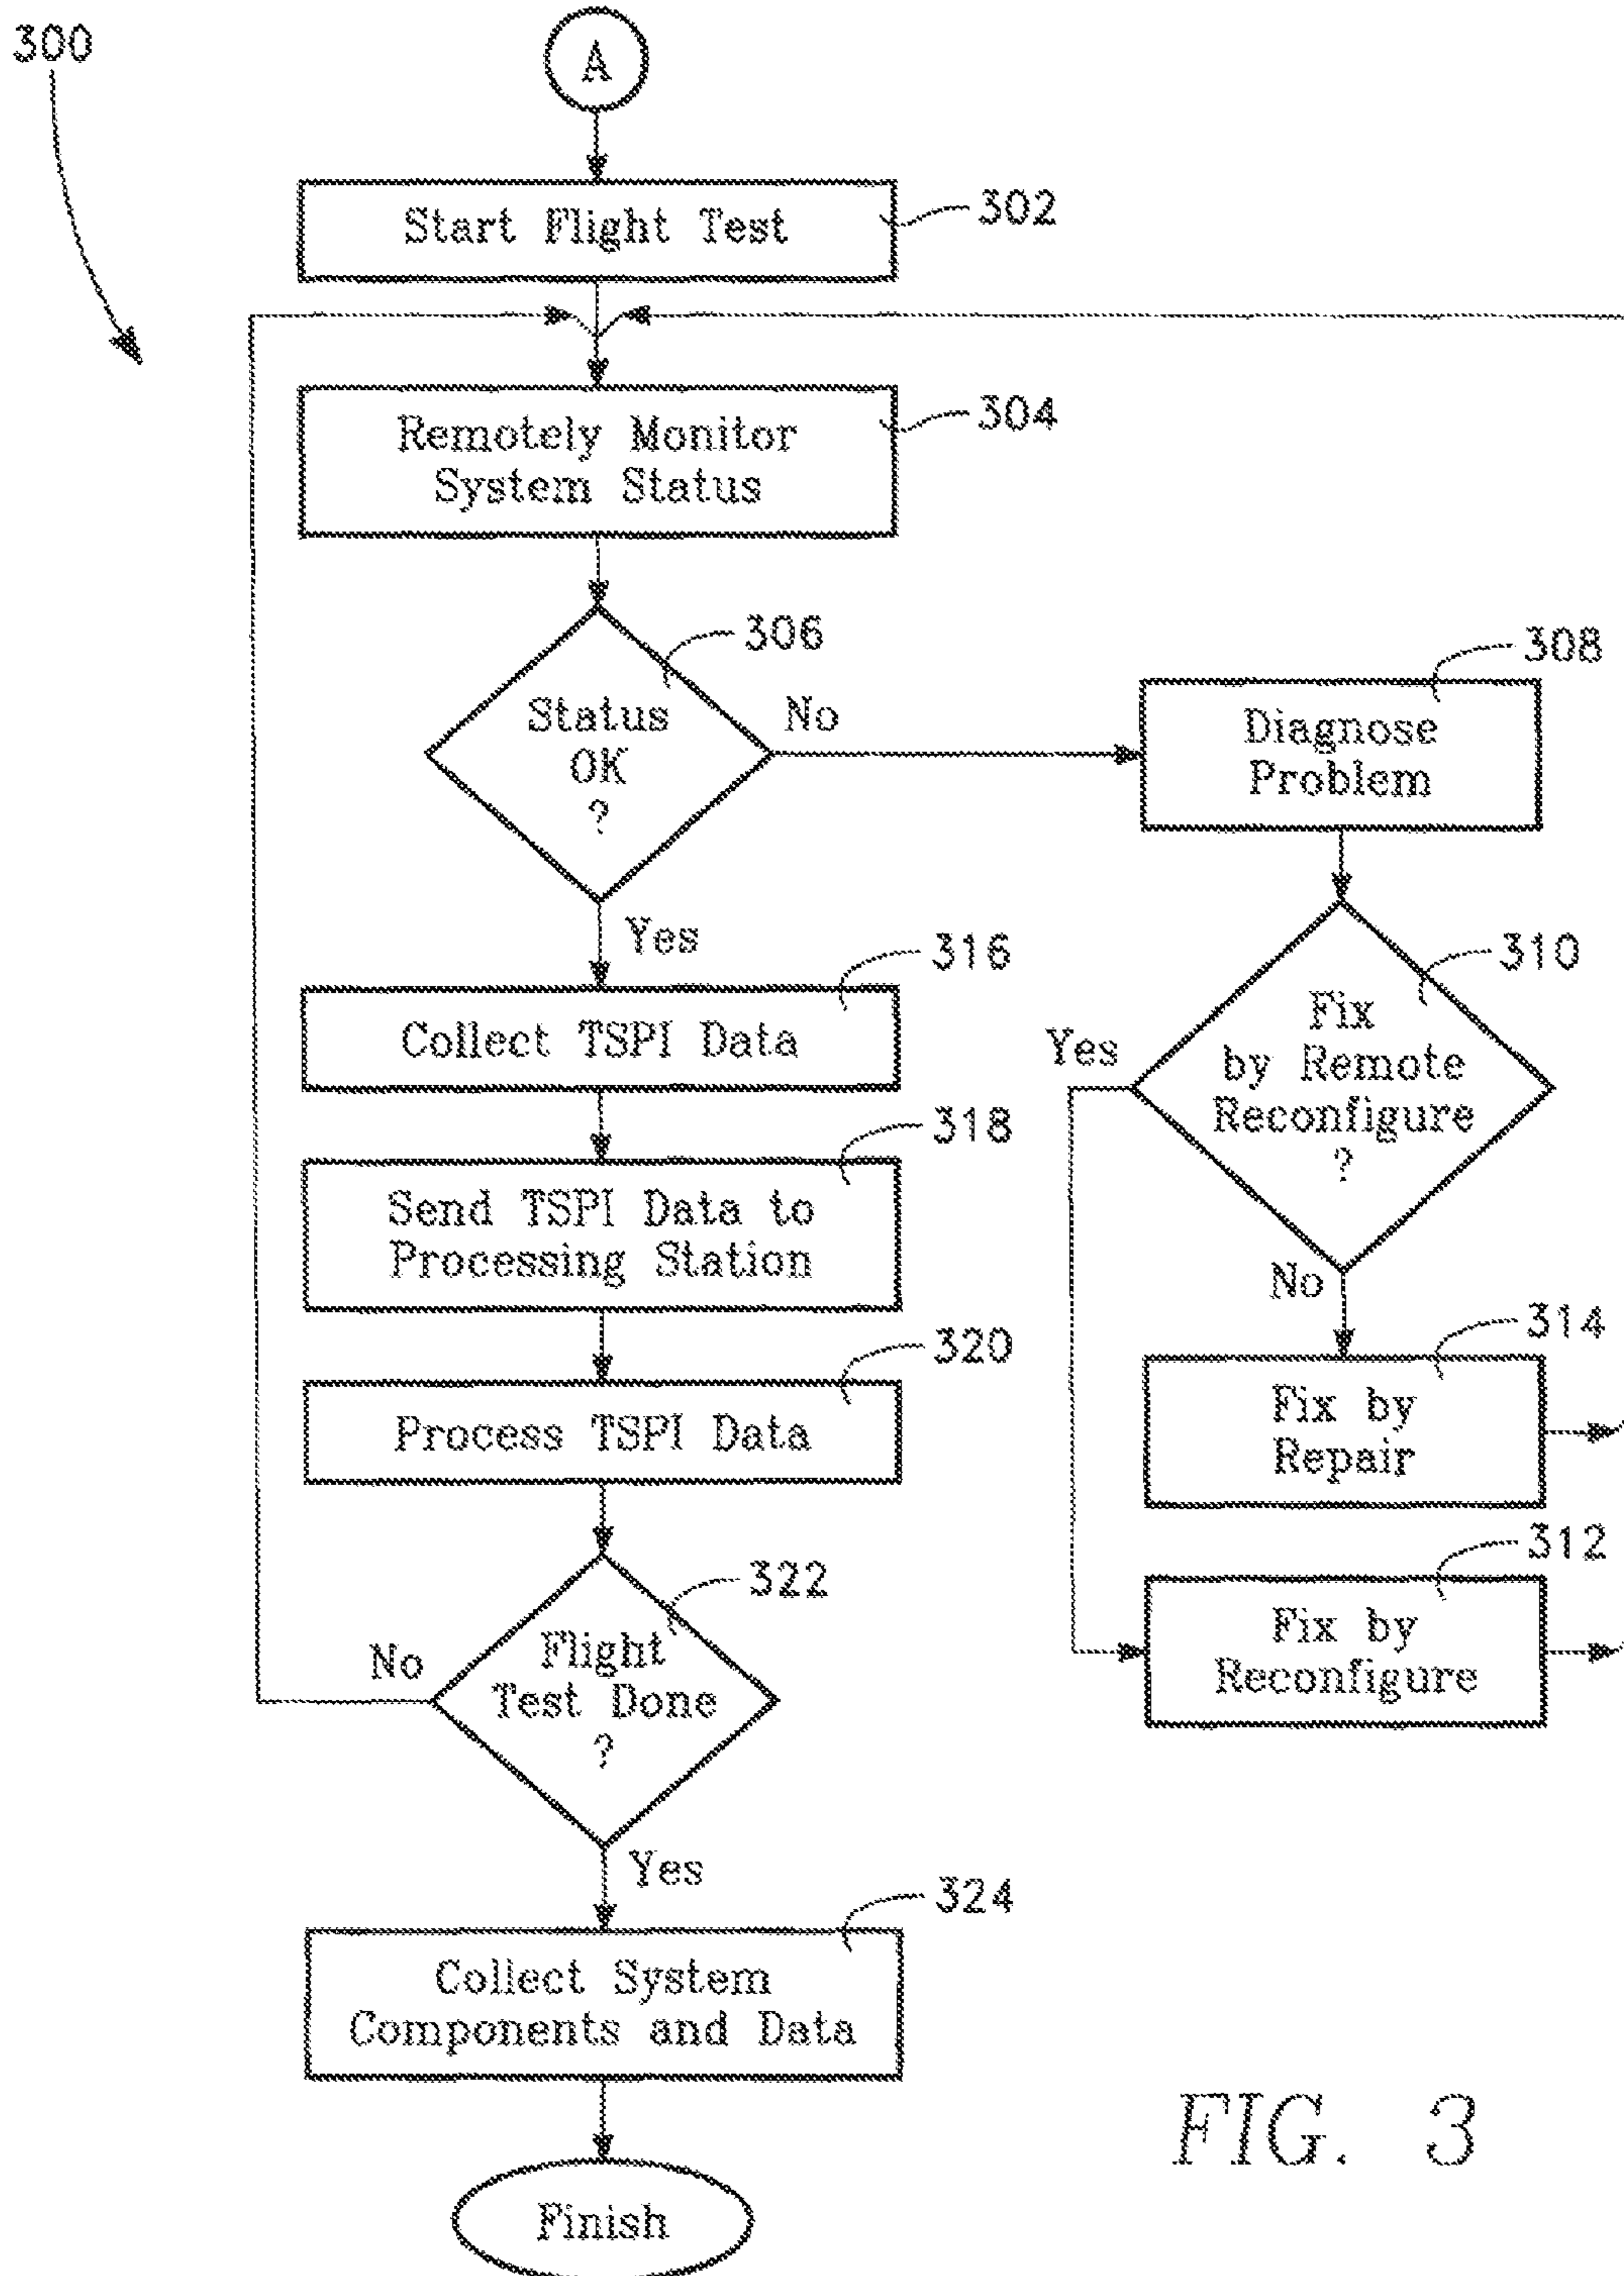 300
A
Start Flight Test
302
Remotely Monitor
System Status
304
306
Status
OK
?
No
Yes
308
Diagnose
Problem
310
Fix
by Remote
Reconfigure
?
Yes
No
314
Fix by
Repair
312
Fix by
Reconfigure
316
Collect TSPI Data
318
Send TSPI Data to
Processing Station
320
Process TSPI Data
322
Flight
Test Done
?
No
Yes
324
Collect System
Components and Data
Finish
FIG. 3